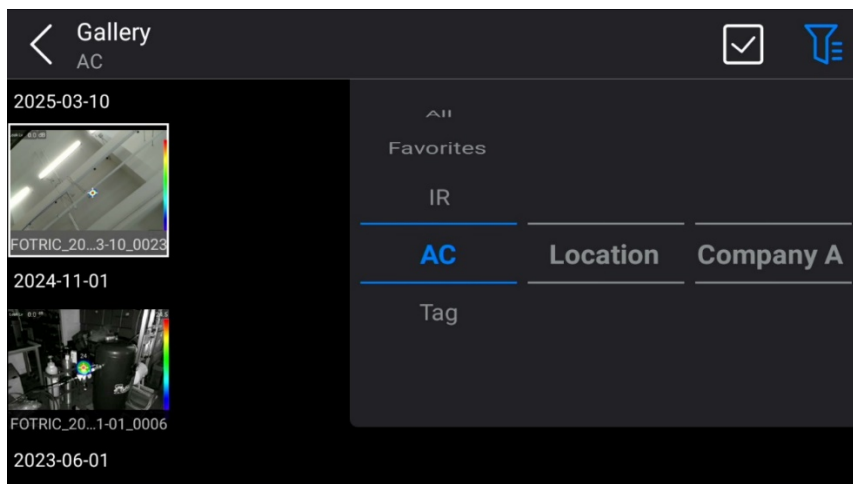 Gallery
AC
2025-03-10
FOTRIC_20...3-10_0023
2024-11-01
24
FOTRIC_20...1-01_0006
2023-06-01
All
Favorites
IR
AC Location Company A
Tag